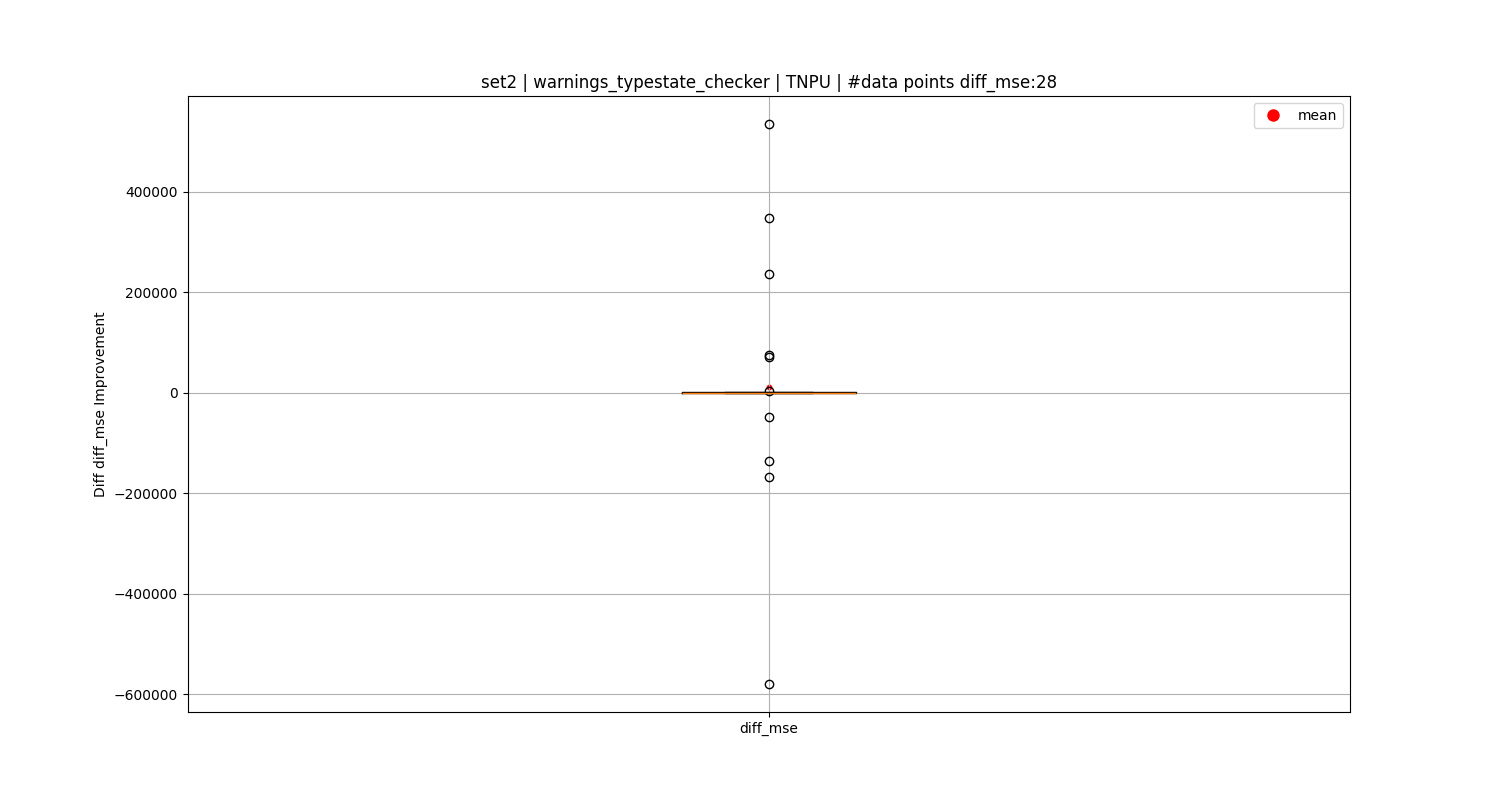 set2 | warnings_typestate_checker | TNPU | #data points diff_mse:28
mean
400000
200000
0
−200000
−400000
−600000
Diff diff_mse Improvement
diff_mse